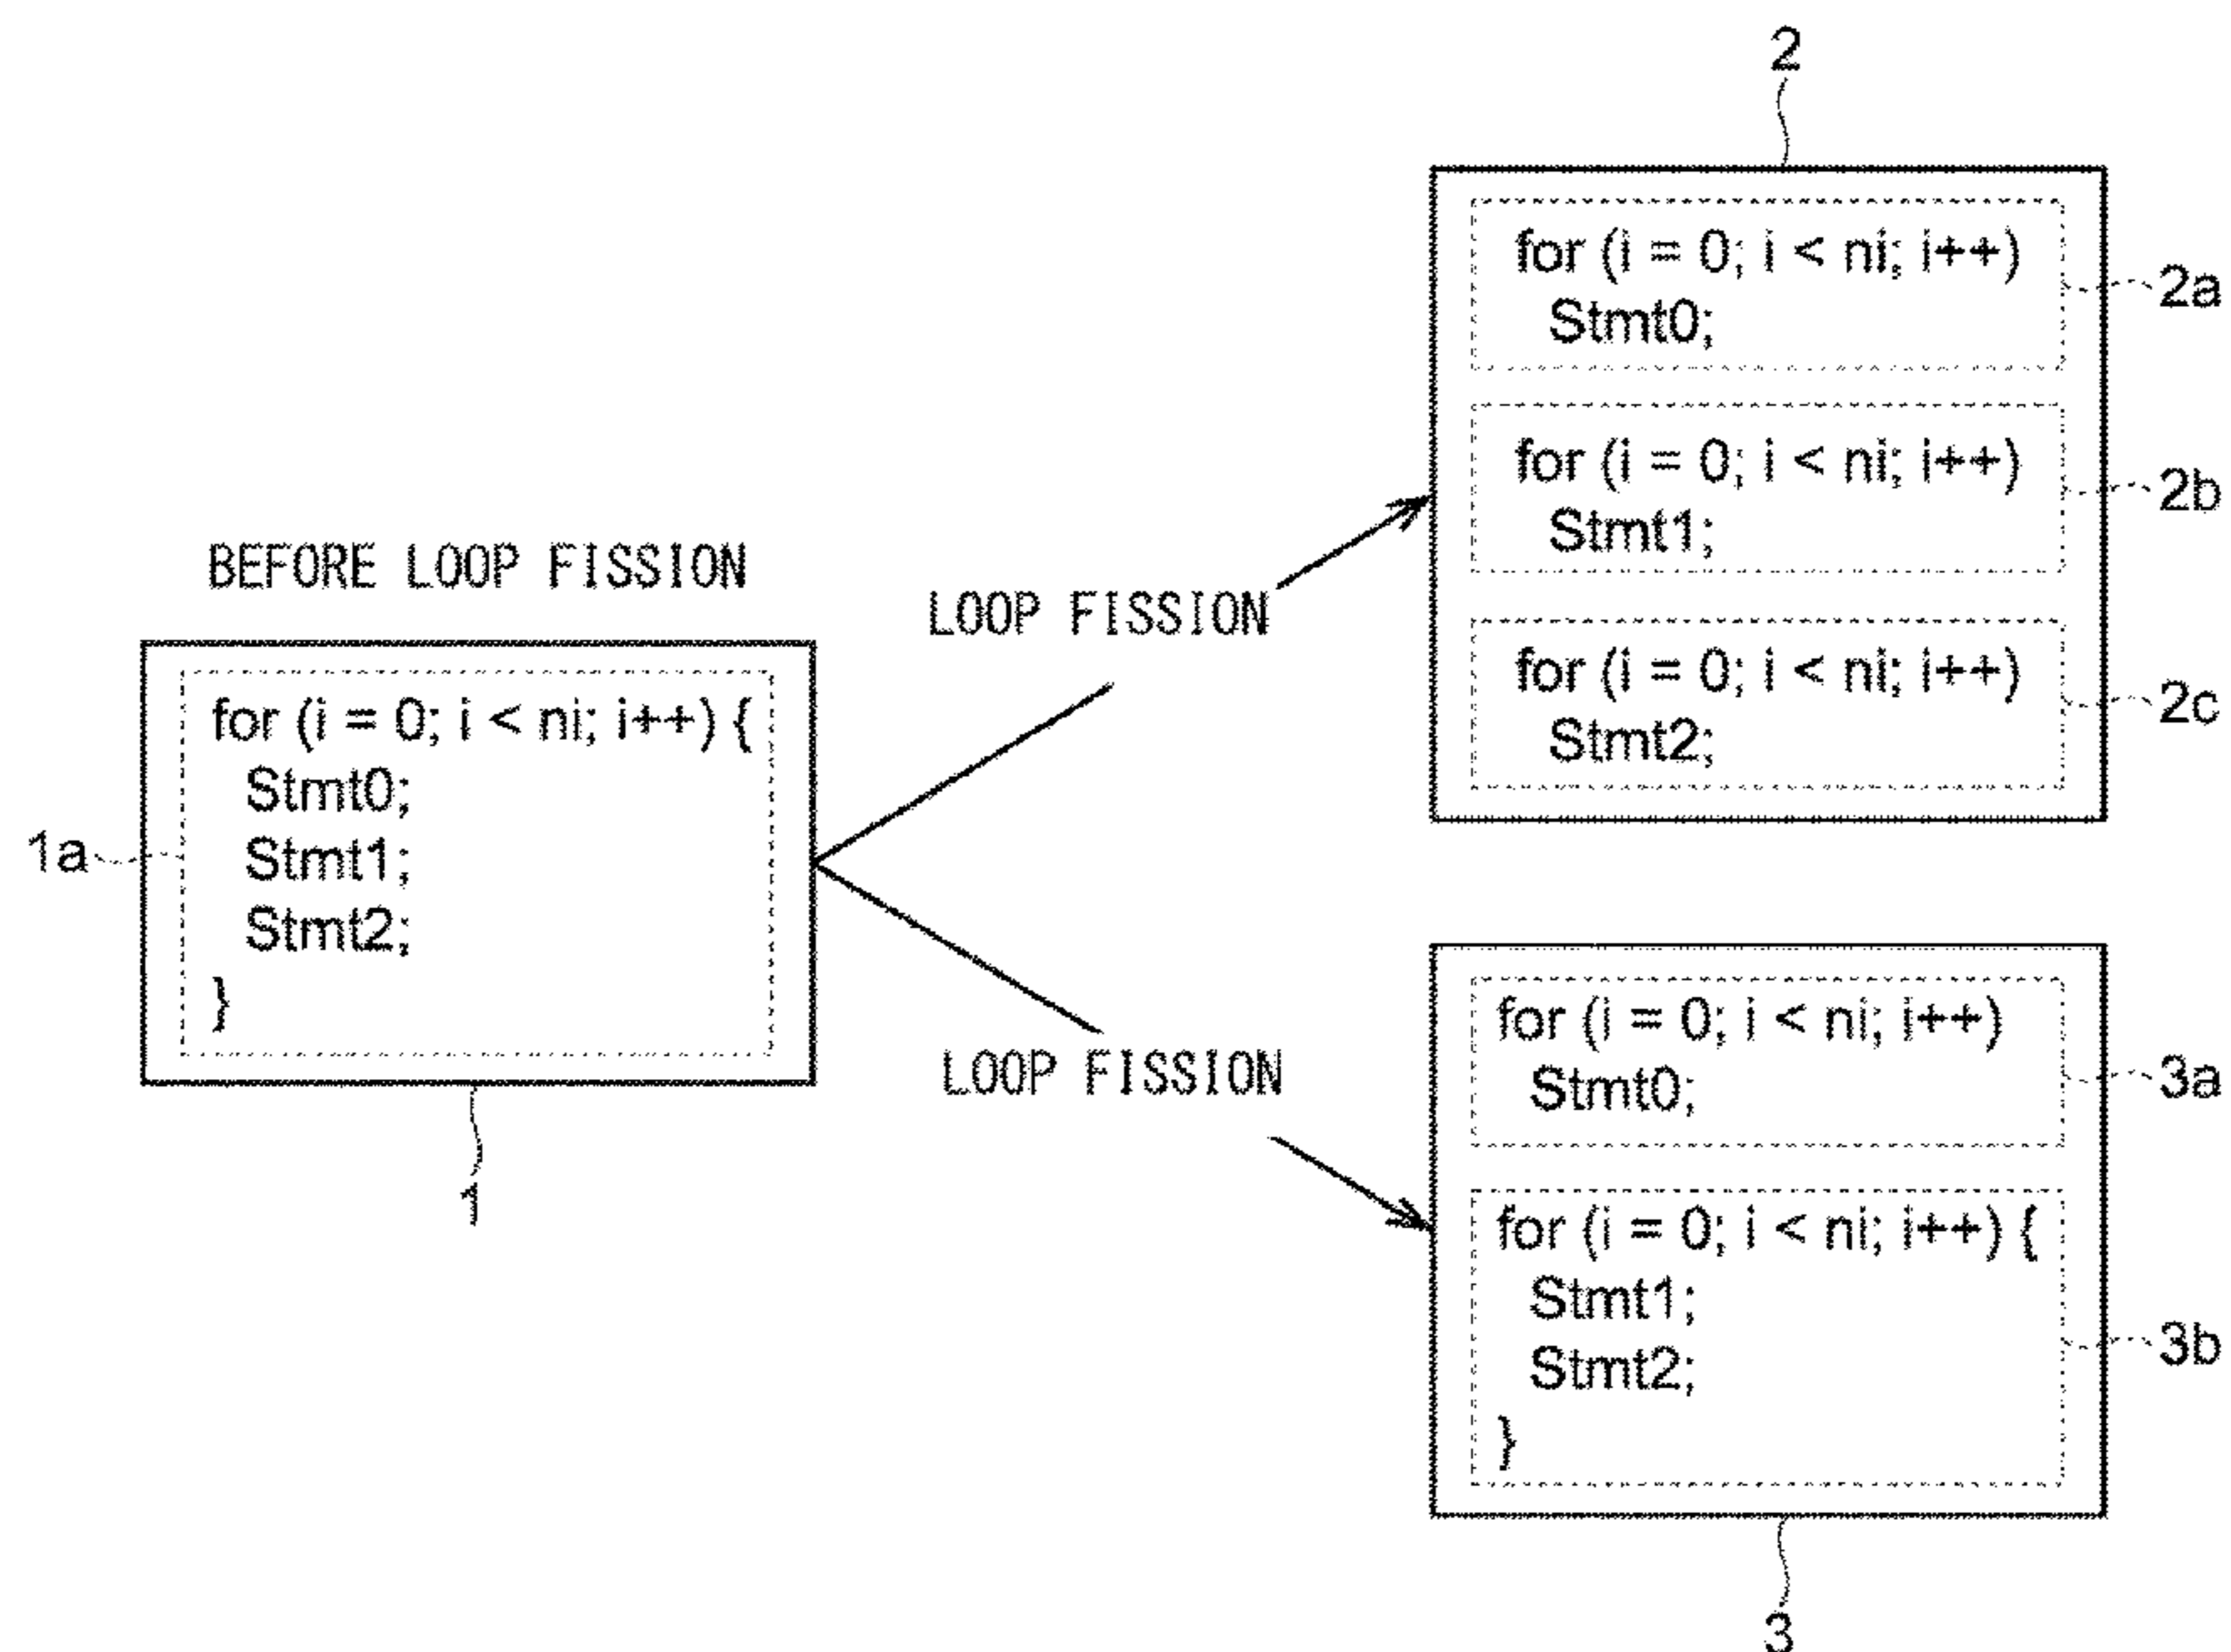 BEFORE LOOP FISSION
1a
for (i = 0; i < ni; i++) {
Stmt0;
Stmt1;
Stmt2;
}
1
LOOP FISSION
LOOP FISSION
2
for (i = 0; i < ni; i++)
Stmt0;
2a
for (i = 0; i < ni; i++)
Stmt1;
2b
for (i = 0; i < ni; i++)
Stmt2;
2c
for (i = 0; i < ni; i++)
Stmt0;
3a
for (i = 0; i < ni; i++) {
Stmt1;
Stmt2;
}
3b
3